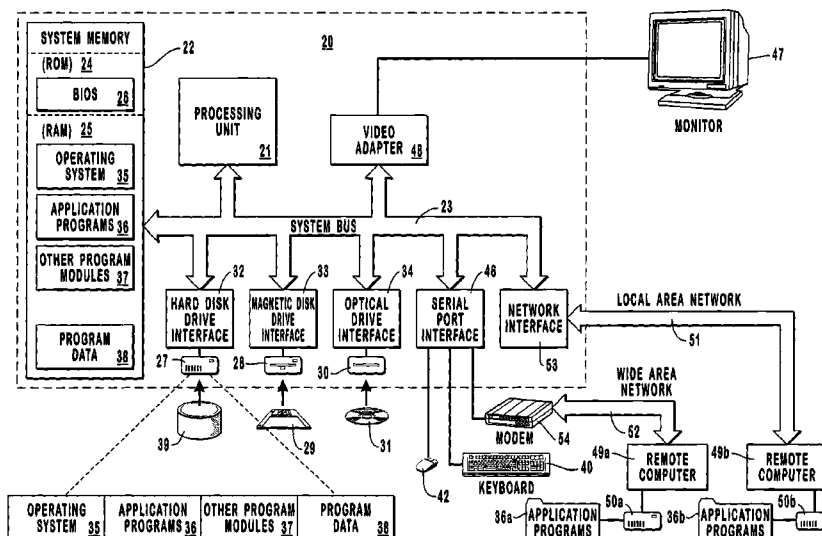 SYSTEM MEMORY
22
(ROM) 24
BIOS
26
(RAM) 25
OPERATING
SYSTEM 35
APPLICATION
PROGRAMS 36
OTHER PROGRAM
MODULES 37
PROGRAM
DATA 38
20
PROCESSING
UNIT
21
VIDEO
ADAPTER 48
47
MONITOR
23
SYSTEM BUS
32
HARD DISK
DRIVE
INTERFACE
33
MAGNETIC DISK
DRIVE
INTERFACE
34
OPTICAL
DRIVE
INTERFACE
46
SERIAL
PORT
INTERFACE
NETWORK
INTERFACE
53
LOCAL AREA NETWORK
51
27
28
30
39
29
31
WIDE AREA
NETWORK
52
MODEM
54
42
KEYBOARD
40
49a
REMOTE
COMPUTER
49b
REMOTE
COMPUTER
50a
50b
36a
APPLICATION
PROGRAMS
36b
APPLICATION
PROGRAMS
OPERATING
SYSTEM 35
APPLICATION
PROGRAMS 36
OTHER PROGRAM
MODULES 37
PROGRAM
DATA 38